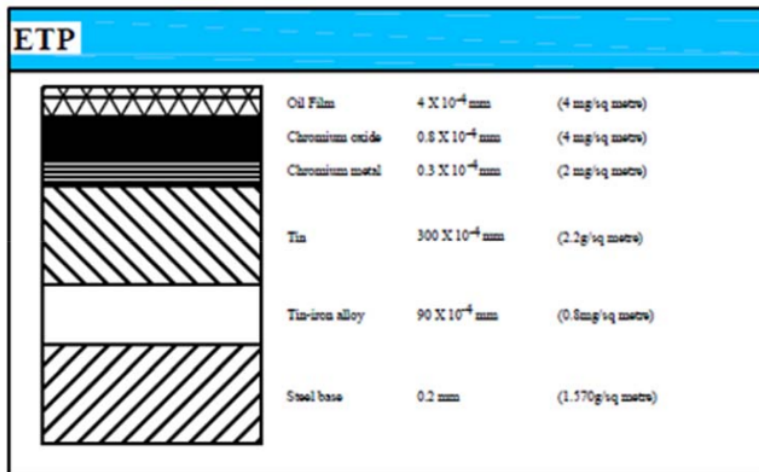 ETP
Oil Film 4 X 10⁻⁴ mm (4 mg/sq metre)
Chromium oxide 0.8 X 10⁻⁴ mm (4 mg/sq metre)
Chromium metal 0.3 X 10⁻⁴ mm (2 mg/sq metre)
Tin 300 X 10⁻⁴ mm (2.2g/sq metre)
Tin-iron alloy 90 X 10⁻⁴ mm (0.8mg/sq metre)
Steel base 0.2 mm (1.570g/sq metre)